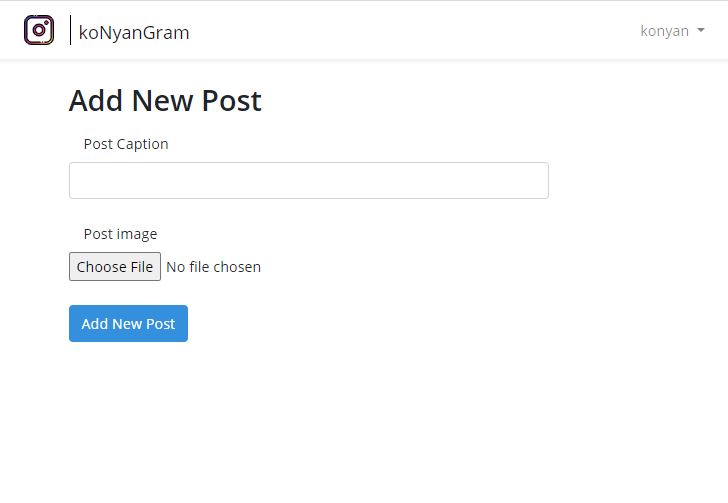 koNyanGram
konyan
Add New Post
Post Caption
Post image
Choose File No file chosen
Add New Post